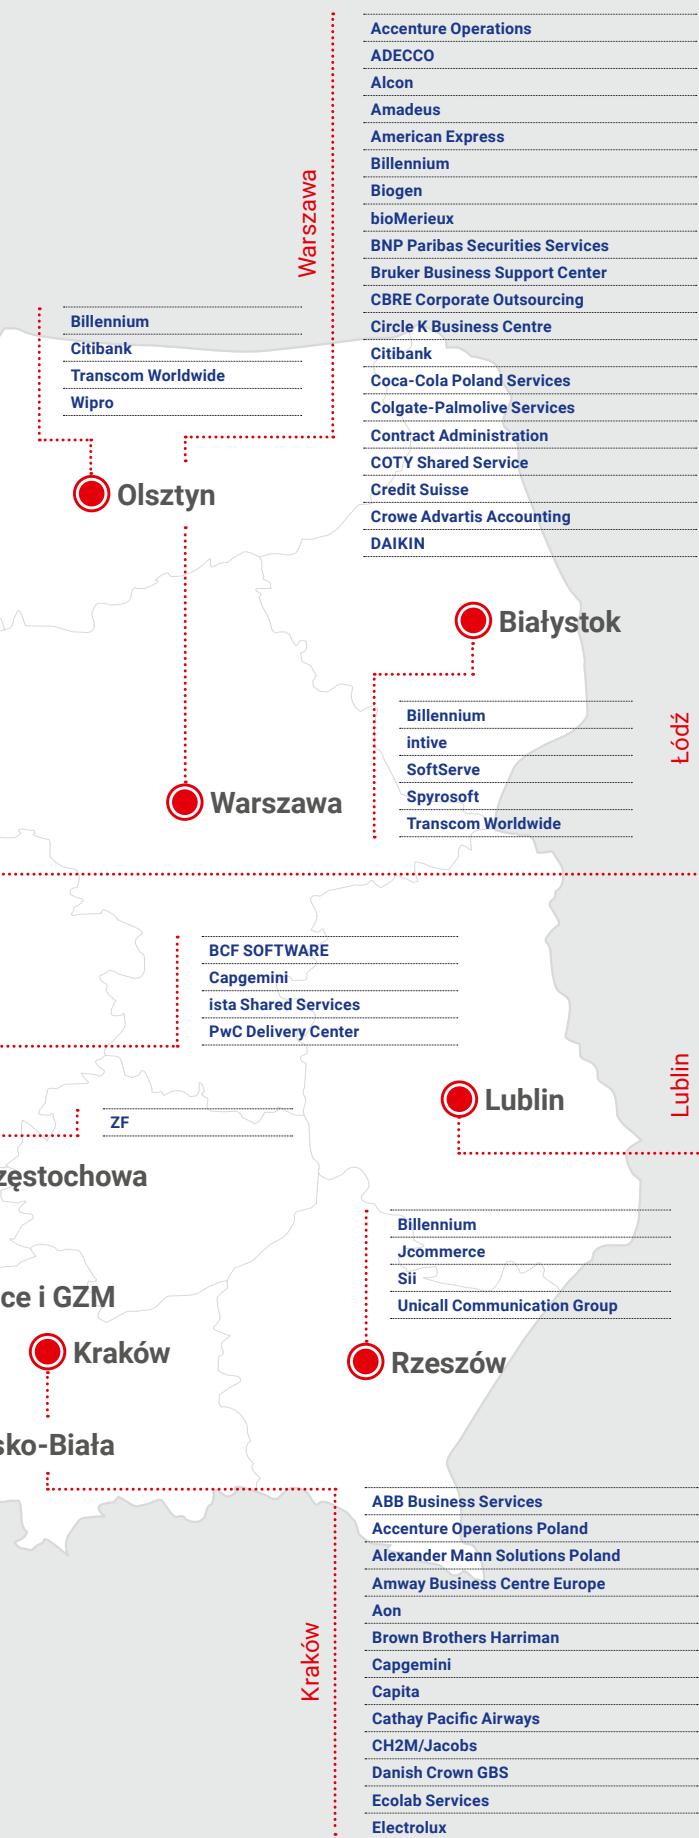 Warszawa
Accenture Operations
ADECCO
Alcon
Amadeus
American Express
Billennium
Biogen
bioMerieux
BNP Paribas Securities Services
Bruker Business Support Center
CBRE Corporate Outsourcing
Circle K Business Centre
Citibank
Coca-Cola Poland Services
Colgate-Palmolive Services
Contract Administration
COTY Shared Service
Credit Suisse
Crowe Advartis Accounting
DAIKIN
Billennium
Citibank
Transcom Worldwide
Wipro
Olsztyn
Białystok
Billennium
intive
SoftServe
Spyrosoft
Transcom Worldwide
Łódź
Warszawa
BCF SOFTWARE
Capgemini
ista Shared Services
PwC Delivery Center
Lublin
Lublin
ZF
zęstochowa
Billennium
Jcommerce
Sii
Unicall Communication Group
ce i GZM
Kraków
Rzeszów
sko-Biała
Kraków
ABB Business Services
Accenture Operations Poland
Alexander Mann Solutions Poland
Amway Business Centre Europe
Aon
Brown Brothers Harriman
Capgemini
Capita
Cathay Pacific Airways
CH2M/Jacobs
Danish Crown GBS
Ecolab Services
Electrolux